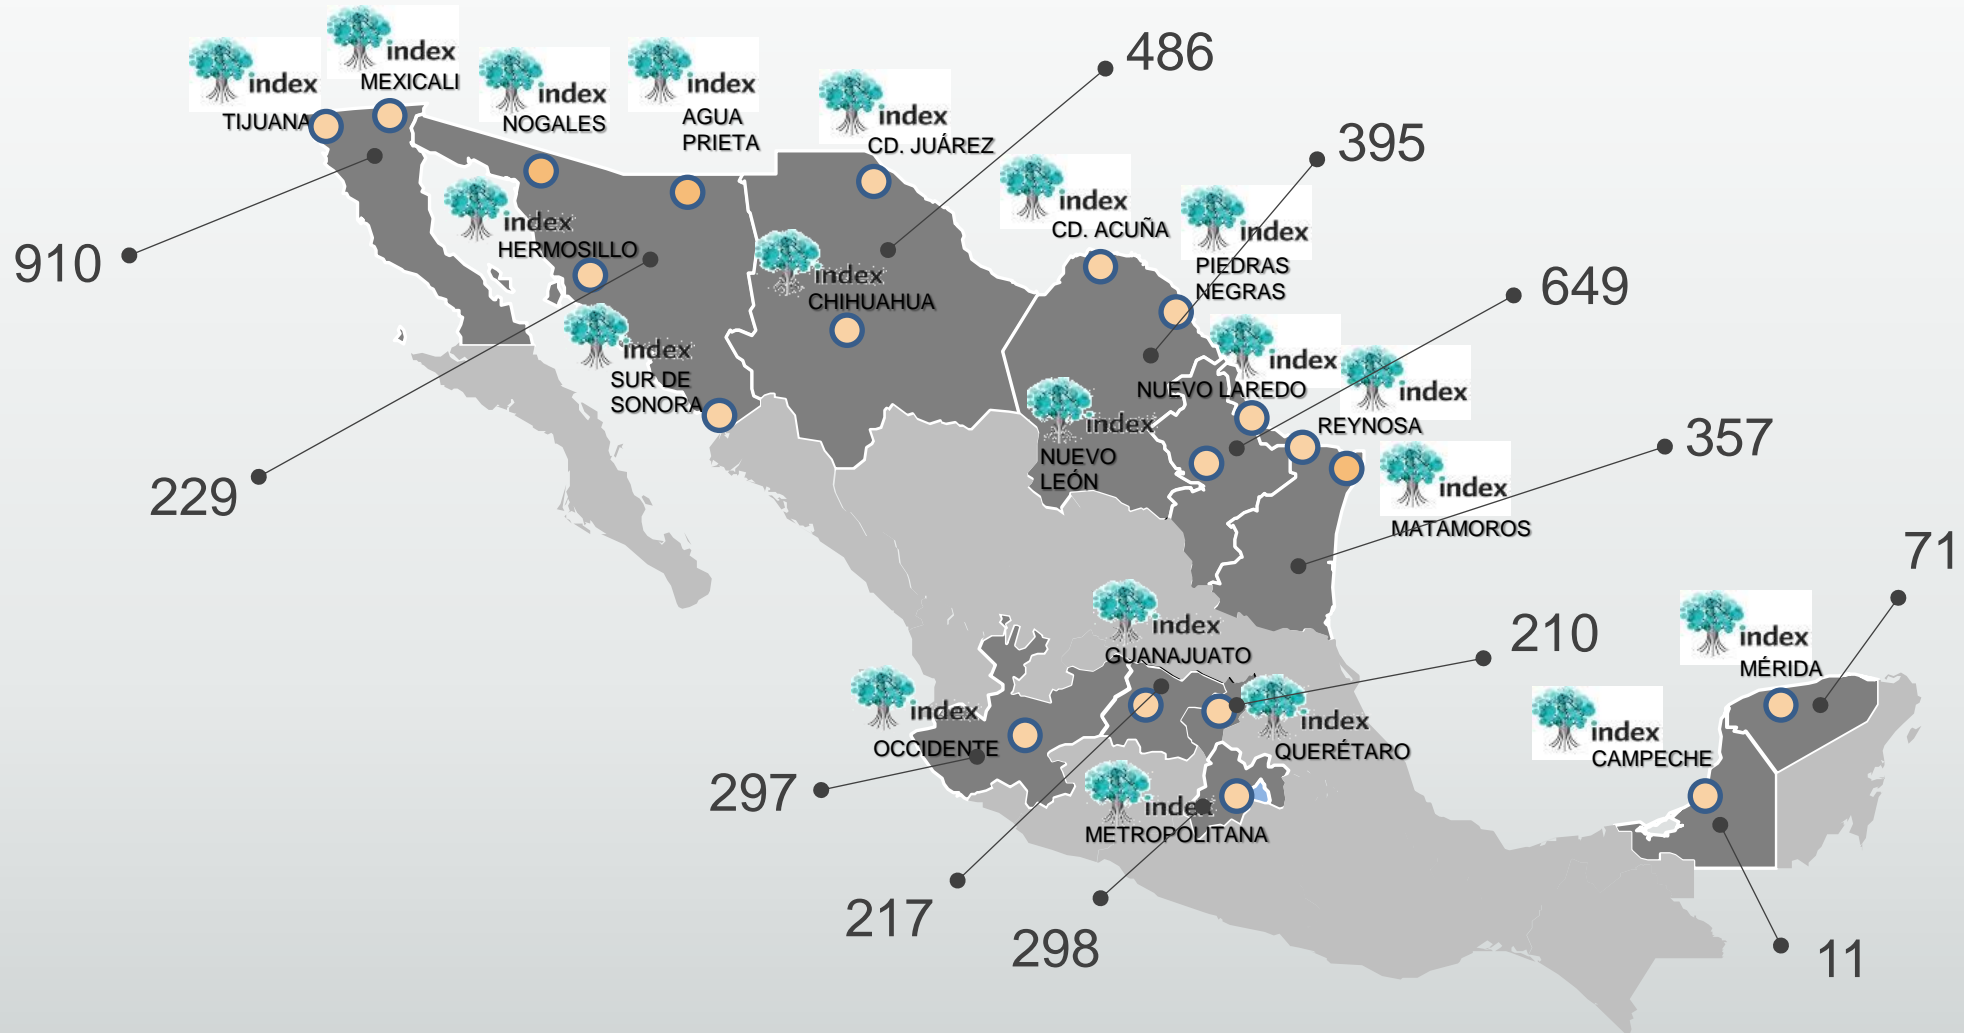 index
MEXICALI
index
TIJUANA
index
NOGALES
index
AGUA
PRIETA
index
CD. JUÁREZ
486
395
index
CD. ACUÑA
index
PIEDRAS
NEGRAS
index
HERMOSILLO
910
index
CHIHUAHUA
649
index
SUR DE
SONORA
index
NUEVO LAREDO
index
REYNOSA
index
NUEVO
LEÓN
357
229
index
MATAMOROS
71
index
GUANAJUATO
210
index
MÉRIDA
index
OCCIDENTE
index
QUERÉTARO
index
CAMPECHE
297
index
METROPOLITANA
217
298
11